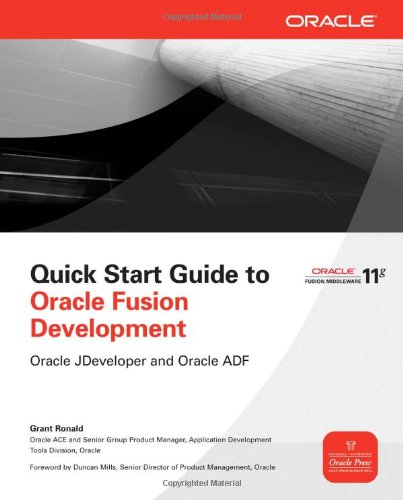 Copyrighted Material
ORACLE®
Quick Start Guide to
Oracle Fusion
Development
Oracle JDeveloper and Oracle ADF
ORACLE®
FUSION MIDDLEWARE 11g
Grant Ronald
Oracle ACE and Senior Group Product Manager, Application Development
Tools Division, Oracle
Foreword by Duncan Mills, Senior Director of Product Management, Oracle
Oracle Press
Copyrighted Material